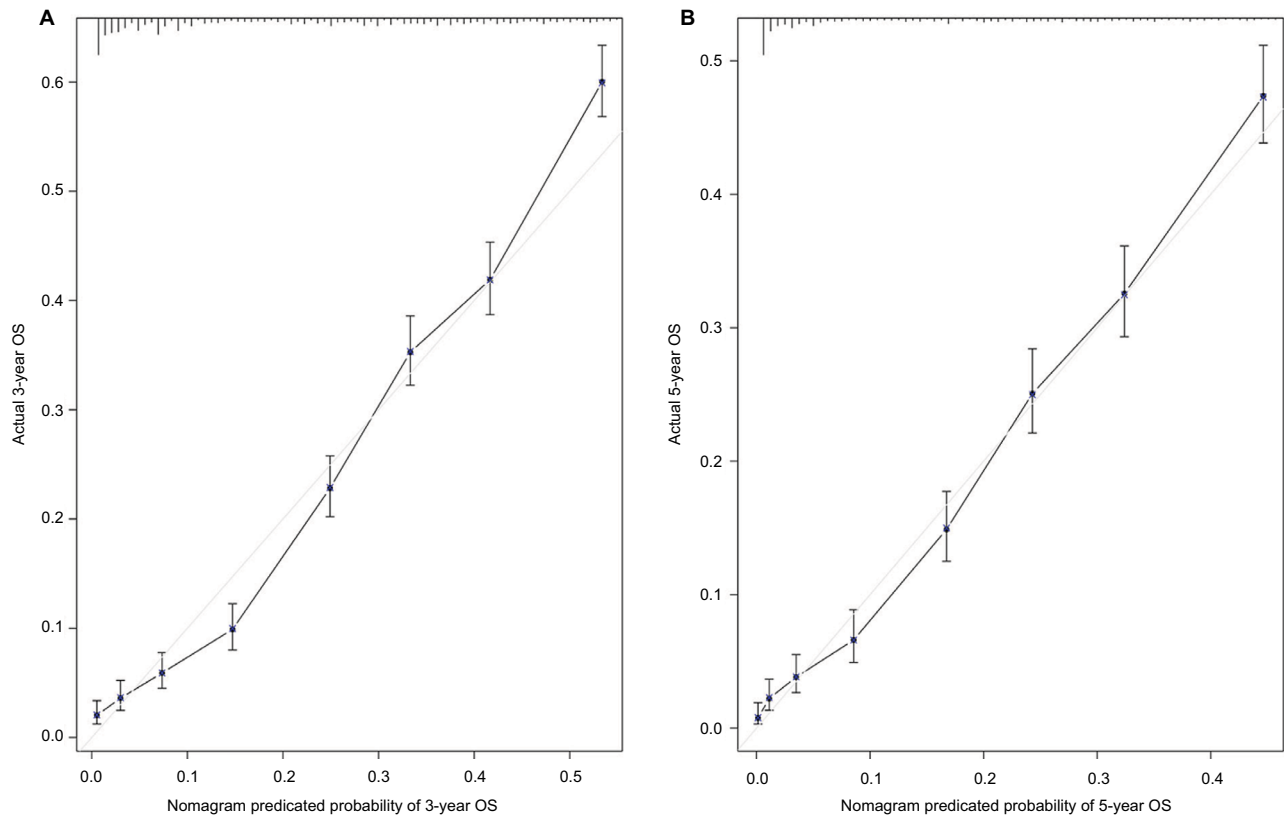 A
0.6
0.5
0.4
0.3
0.2
0.1
0.0
Actual 3-year OS
0.0 0.1 0.2 0.3 0.4 0.5
Nomagram predicated probability of 3-year OS
B
0.5
0.4
0.3
0.2
0.1
0.0
Actual 5-year OS
0.0 0.1 0.2 0.3 0.4
Nomagram predicated probability of 5-year OS